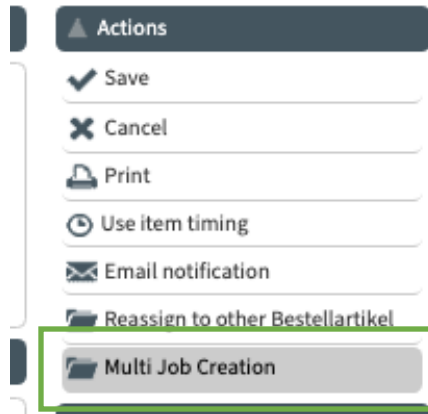 Actions
Save
Cancel
Print
Use item timing
Email notification
Reassign to other Bestellartikel
Multi Job Creation